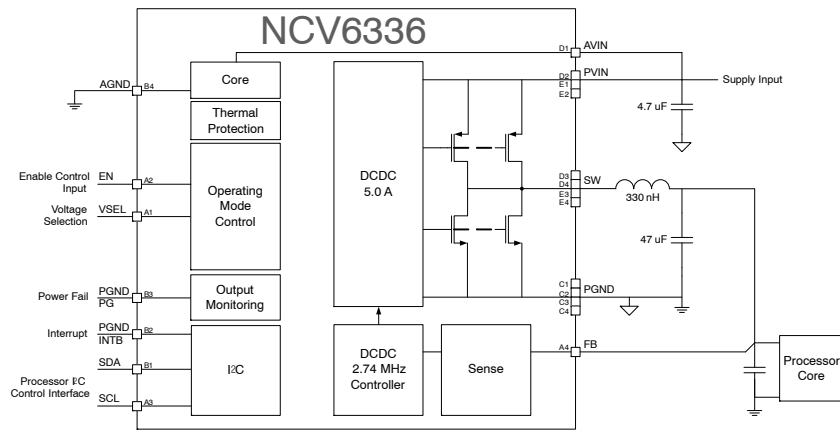 NCV6336
D1 AVIN
AGND B4
Core
D2 PVIN
E1
E2
Supply Input
Thermal
Protection
4.7 uF
Enable Control
Input
EN A2
Voltage
Selection
VSEL A1
Operating
Mode
Control
DCDC
5.0 A
D3 SW
D4
E3
E4
330 nH
47 uF
Power Fail
PGND B3
PG
Output
Monitoring
C1
C2 PGND
C3
C4
Interrupt
PGND B2
INTB
SDA B1
Processor I²C
Control Interface
SCL A3
I²C
DCDC
2.74 MHz
Controller
Sense
A4 FB
Processor
Core